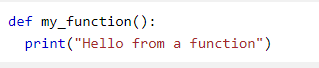 def my_function():
  print("Hello from a function")